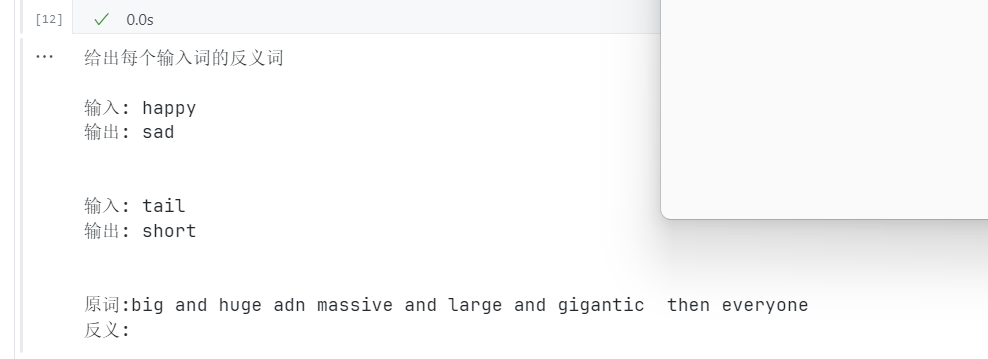 [12] 0.0s
给出每个输入词的反义词
输入: happy
输出: sad
输入: tail
输出: short
原词:big and huge adn massive and large and gigantic  then everyone
反义: